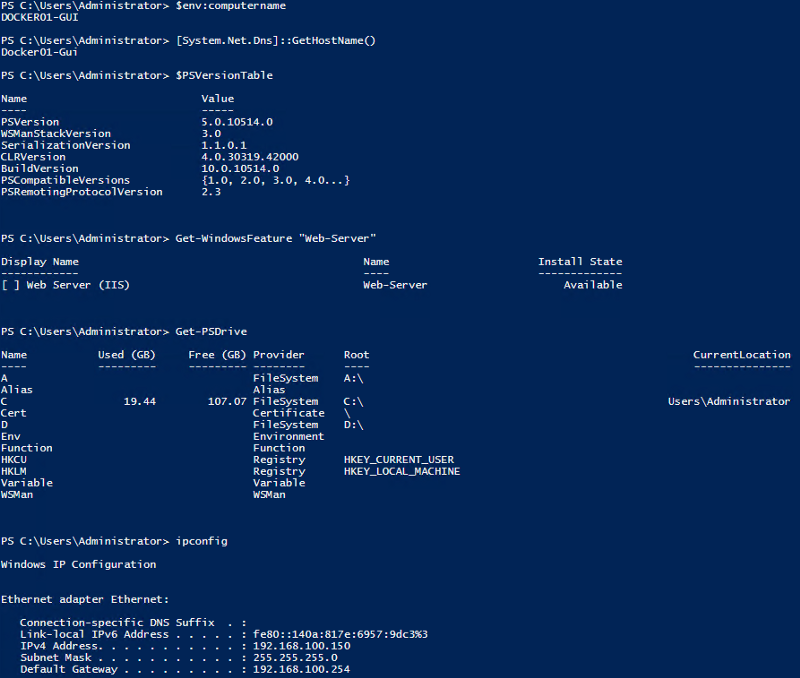 PS C:\Users\Administrator> $env:computername
DOCKER01-GUI
PS C:\Users\Administrator> [System.Net.Dns]::GetHostName()
Docker01-Gui
PS C:\Users\Administrator> $PSVersionTable
Name                           Value
----                           -----
PSVersion                      5.0.10514.0
WSManStackVersion              3.0
SerializationVersion           1.1.0.1
CLRVersion                     4.0.30319.42000
BuildVersion                   10.0.10514.0
PSCompatibleVersions           {1.0, 2.0, 3.0, 4.0...}
PSRemotingProtocolVersion      2.3
PS C:\Users\Administrator> Get-WindowsFeature "Web-Server"
Display Name                                            Name                       Install State
------------                                            ----                       -------------
[ ] Web Server (IIS)                                    Web-Server                     Available
PS C:\Users\Administrator> Get-PSDrive
Name           Used (GB)     Free (GB) Provider      Root                                                  CurrentLocation
----           ---------     --------- --------      ----                                                  ---------------
A                                      FileSystem    A:\
Alias                                  Alias
C                  19.44        107.07 FileSystem    C:\                                               Users\Administrator
Cert                                   Certificate   \
D                                      FileSystem    D:\
Env                                    Environment
Function                               Function
HKCU                                   Registry      HKEY_CURRENT_USER
HKLM                                   Registry      HKEY_LOCAL_MACHINE
Variable                               Variable
WSMan                                  WSMan
PS C:\Users\Administrator> ipconfig
Windows IP Configuration
Ethernet adapter Ethernet:
   Connection-specific DNS Suffix  . :
   Link-local IPv6 Address . . . . . : fe80::140a:817e:6957:9dc3%3
   IPv4 Address. . . . . . . . . . . : 192.168.100.150
   Subnet Mask . . . . . . . . . . . : 255.255.255.0
   Default Gateway . . . . . . . . . : 192.168.100.254